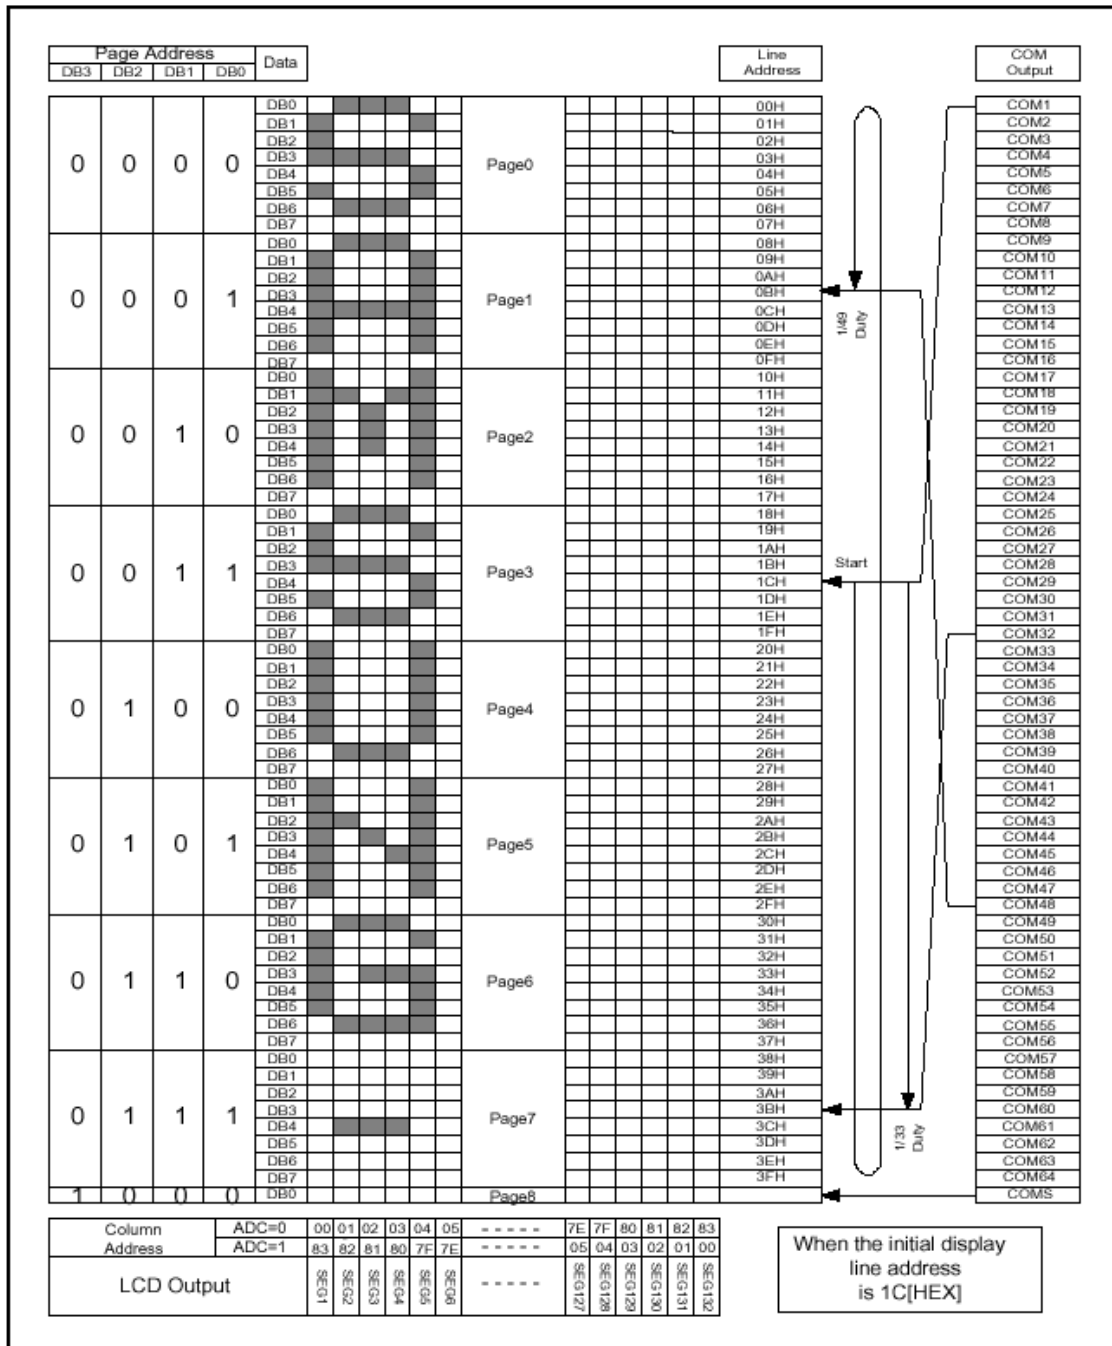 Page Address Data Line Address COM Output
DB3 DB2 DB1 DB0
0 0 0 0 Page0
DB0 00H COM1
DB1 01H COM2
DB2 02H COM3
DB3 03H COM4
DB4 04H COM5
DB5 05H COM6
DB6 06H COM7
DB7 07H COM8
0 0 0 1 Page1
DB0 08H COM9
DB1 09H COM10
DB2 0AH COM11
DB3 0BH COM12
DB4 0CH COM13
DB5 0DH COM14
DB6 0EH COM15
DB7 0FH COM16
1/49 Duty
0 0 1 0 Page2
DB0 10H COM17
DB1 11H COM18
DB2 12H COM19
DB3 13H COM20
DB4 14H COM21
DB5 15H COM22
DB6 16H COM23
DB7 17H COM24
0 0 1 1 Page3
DB0 18H COM25
DB1 19H COM26
DB2 1AH COM27
DB3 1BH Start COM28
DB4 1CH COM29
DB5 1DH COM30
DB6 1EH COM31
DB7 1FH COM32
0 1 0 0 Page4
DB0 20H COM33
DB1 21H COM34
DB2 22H COM35
DB3 23H COM36
DB4 24H COM37
DB5 25H COM38
DB6 26H COM39
DB7 27H COM40
0 1 0 1 Page5
DB0 28H COM41
DB1 29H COM42
DB2 2AH COM43
DB3 2BH COM44
DB4 2CH COM45
DB5 2DH COM46
DB6 2EH COM47
DB7 2FH COM48
0 1 1 0 Page6
DB0 30H COM49
DB1 31H COM50
DB2 32H COM51
DB3 33H COM52
DB4 34H COM53
DB5 35H COM54
DB6 36H COM55
DB7 37H COM56
0 1 1 1 Page7
DB0 38H COM57
DB1 39H COM58
DB2 3AH COM59
DB3 3BH COM60
DB4 3CH COM61
DB5 3DH COM62
DB6 3EH COM63
DB7 3FH COM64
1/33 Duty
1 0 0 0 DB0 Page8 COMS
Column Address
ADC=0 00 01 02 03 04 05 - - - - - 7E 7F 80 81 82 83
ADC=1 83 82 81 80 7F 7E - - - - - 05 04 03 02 01 00
LCD Output SEG1 SEG2 SEG3 SEG4 SEG5 SEG6 - - - - - SEG127 SEG128 SEG129 SEG130 SEG131 SEG132
When the initial display
line address
is 1C[HEX]